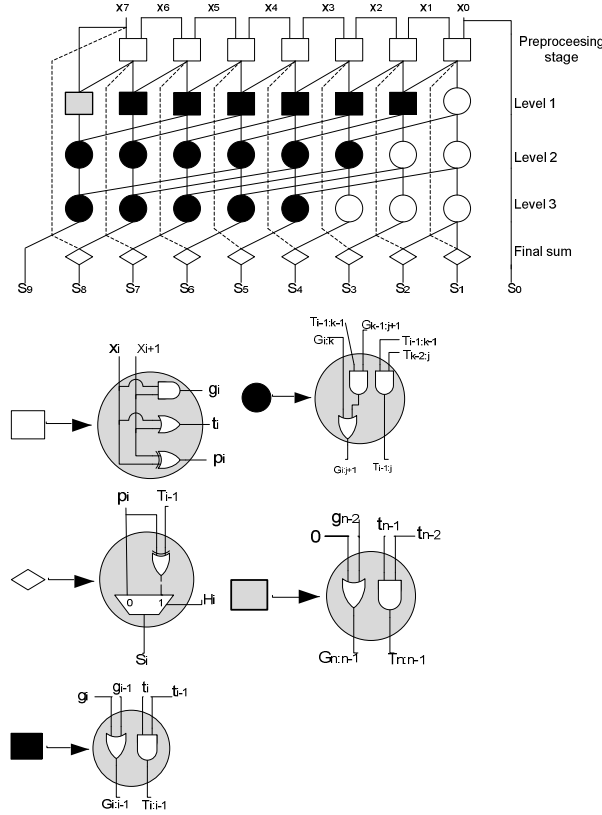 x7 x6 x5 x4 x3 x2 x1 x0
Preproceesing
stage
Level 1
Level 2
Level 3
Final sum
S9 S8 S7 S6 S5 S4 S3 S2 S1 S0
xi Xi+1
gi
ti
pi
Ti-1:k-1 Gk-1:j+1
Gi:k
Ti-1:k-1
Tk-2:j
Gi:j+1 Ti-1:j
pi Ti-1
0 1 Hi
Si
0 gn-2 tn-1 tn-2
Gn:n-1 Tn:n-1
gi gi-1 ti ti-1
Gi:i-1 Ti:i-1